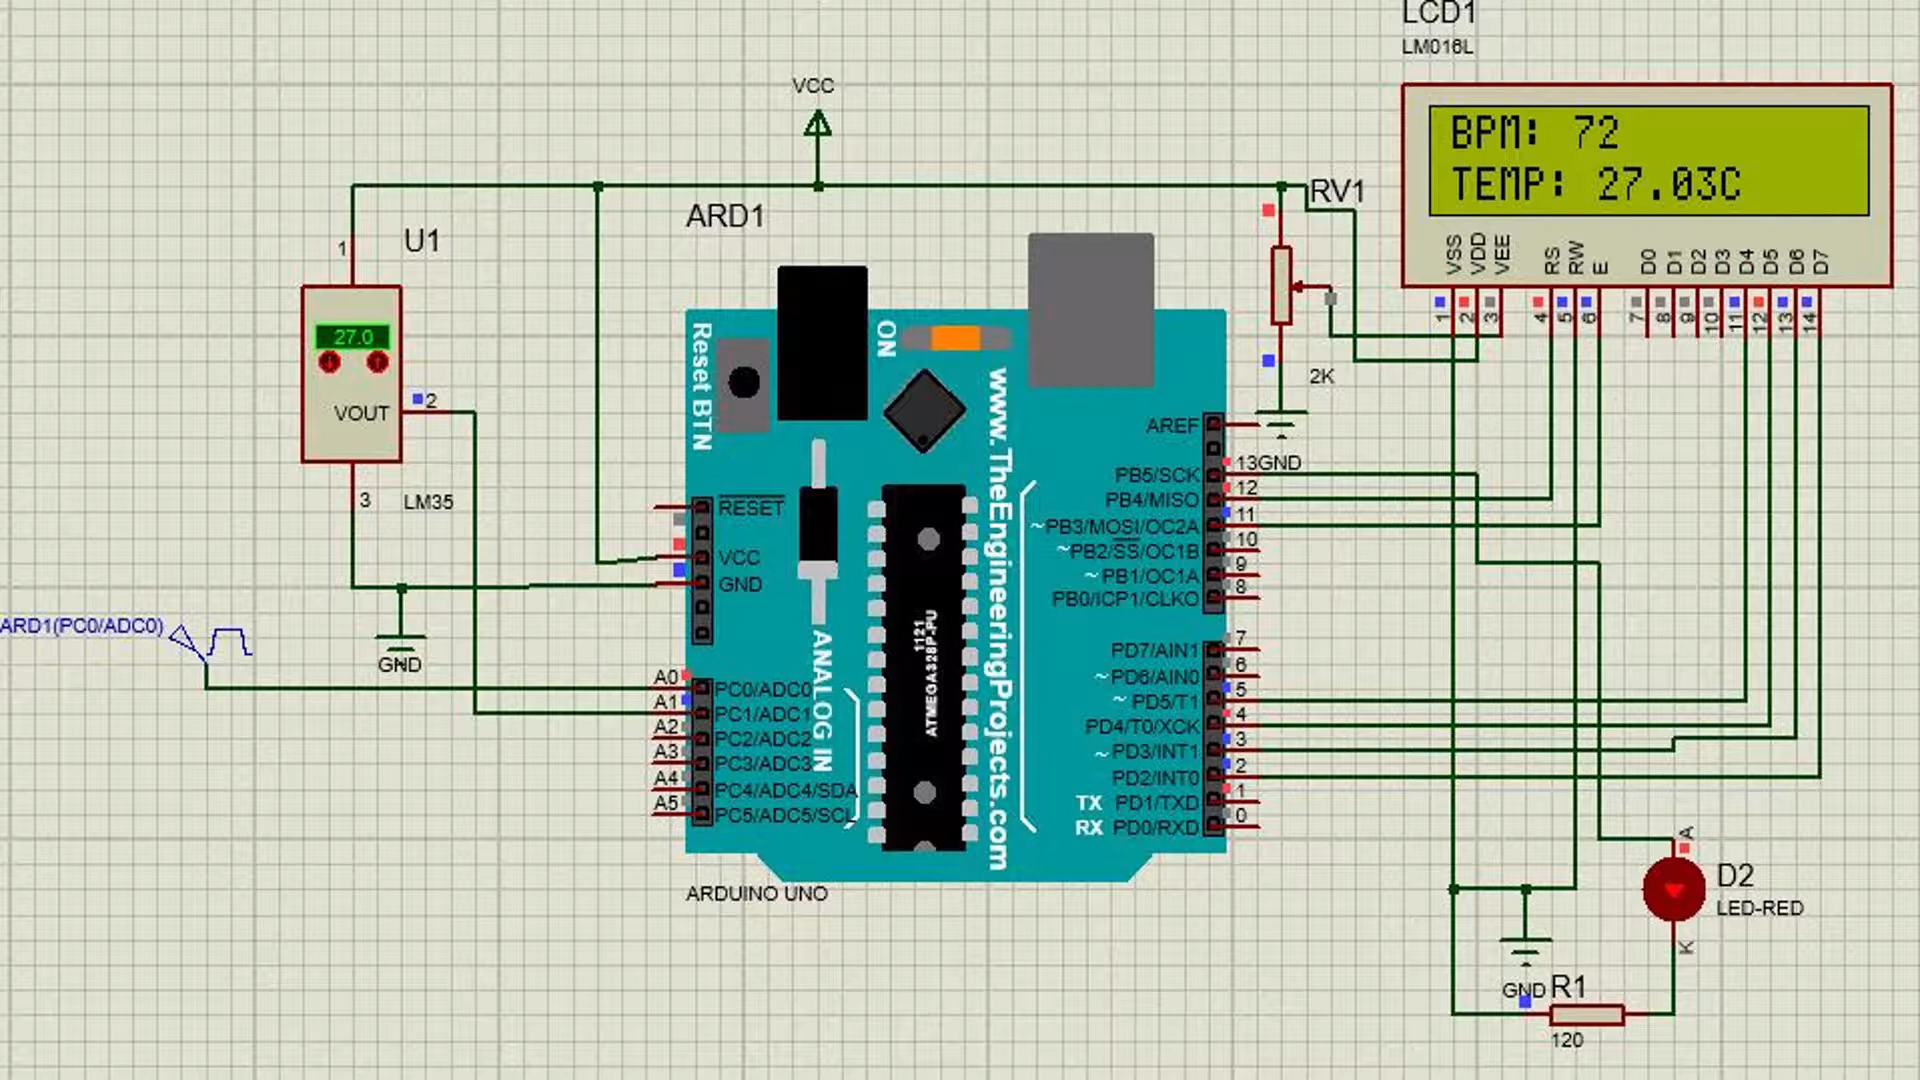 LCD1
LM016L
VCC
BPM: 72
TEMP: 27.03C
RV1
ARD1
U1
1
VSS
VDD
VEE
RS
RW
E
D0
D1
D2
D3
D4
D5
D6
D7
1
2
3
4
5
6
7
8
9
10
11
12
13
14
27.0
VOUT
2
3
LM35
2K
Reset BTN
ON
www.TheEngineeringProjects.com
AREF
13GND
PB5/SCK
12
PB4/MISO
11
~PB3/MOSI/OC2A
10
~PB2/SS/OC1B
9
~PB1/OC1A
8
PB0/ICP1/CLKO
RESET
VCC
GND
ARD1(PC0/ADC0)
GND
7
PD7/AIN1
6
~PD6/AIN0
5
~PD5/T1
4
PD4/T0/XCK
3
~PD3/INT1
2
PD2/INT0
1
TX PD1/TXD
0
RX PD0/RXD
A0
PC0/ADC0
A1
PC1/ADC1
A2
PC2/ADC2
A3
PC3/ADC3
A4
PC4/ADC4/SDA
A5
PC5/ADC5/SCL
ANALOG IN
1121
ATMEGA328P-PU
ARDUINO UNO
A
D2
LED-RED
K
GND
R1
120